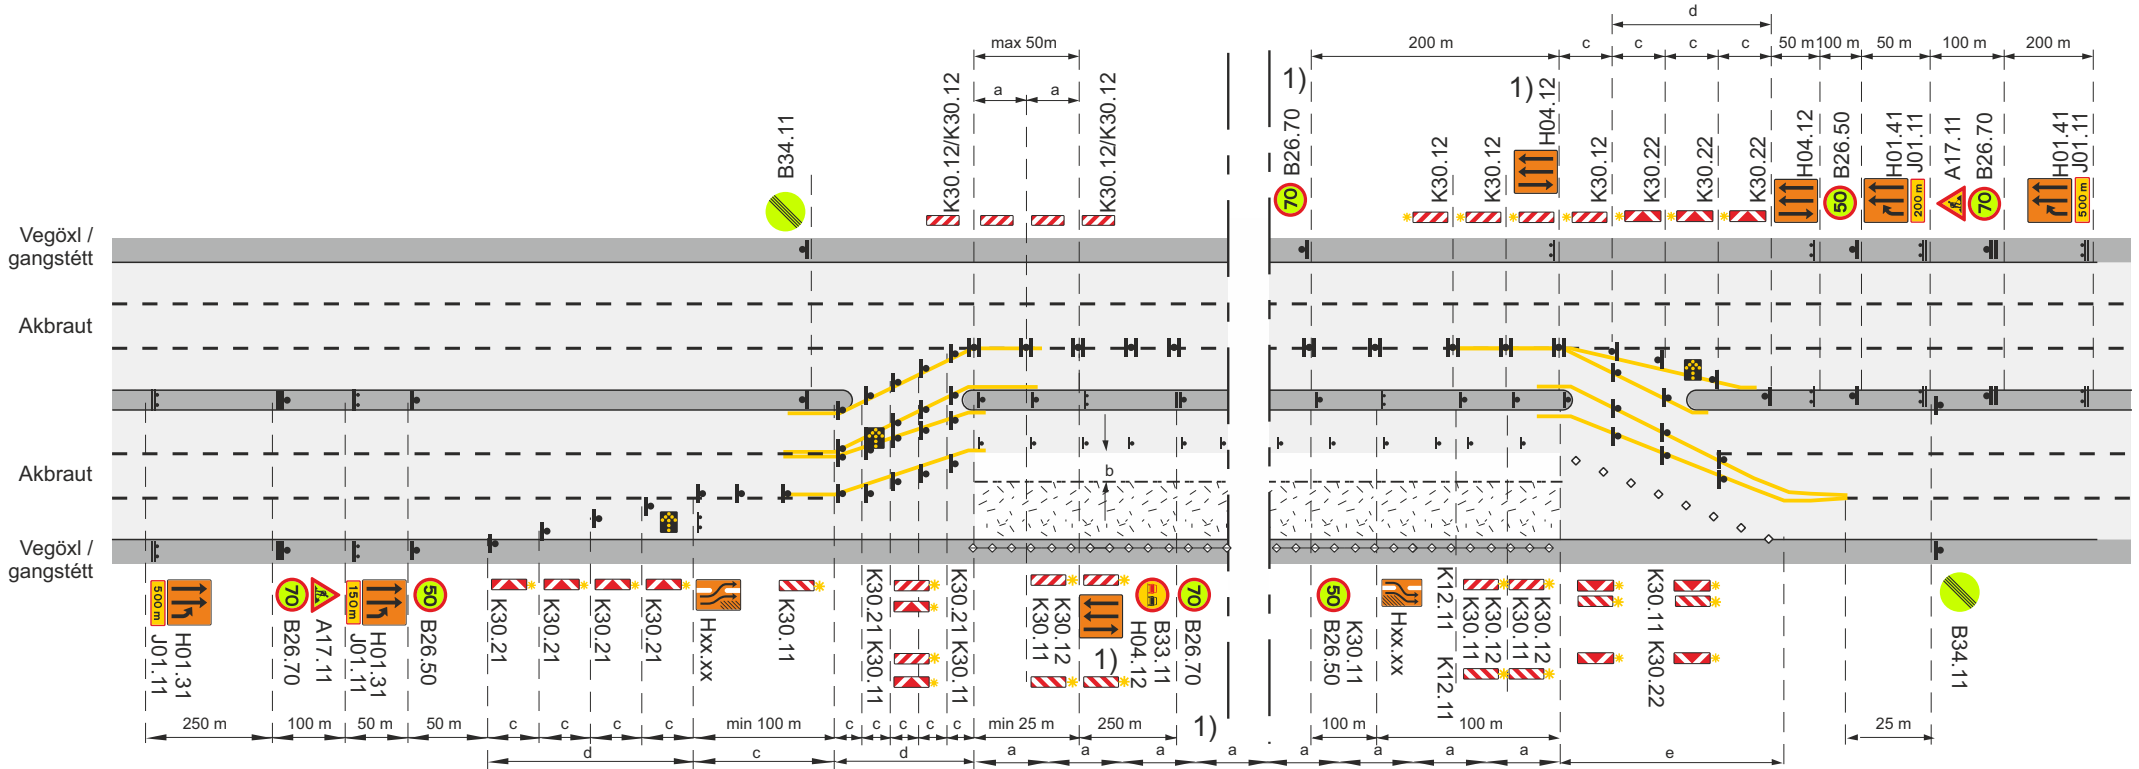 d
max 50m
200 m
c
c
c
c
50 m
100 m
50 m
100 m
200 m
a
a
1)
1)
B34.11
K30.12/K30.12
K30.12/K30.12
70
B26.70
K30.12
K30.12
H04.12
K30.12
K30.22
K30.22
K30.22
H04.12
50
B26.50
H01.41
200 m
J01.11
A17.11
70
B26.70
H01.41
500 m
J01.11
Vegöxl /
gangstétt
Akbraut
Akbraut
b
Vegöxl /
gangstétt
500 m
J01.11
H01.31
70
B26.70
A17.11
150m
J01.11
H01.31
50
B26.50
K30.21
K30.21
K30.21
K30.21
Hxx.xx
K30.11
K30.21
K30.11
K30.21
K30.11
K30.11
K30.12
H04.12
1)
B33.11
70
B26.70
1)
50
B26.50
K30.11
Hxx.xx
K12.11
K12.11
K30.11
K30.12
K30.11
K30.12
K30.11
K30.22
B34.11
250 m
100 m
50 m
50 m
c
c
c
c
min 100 m
c
c
c
c
c
min 25 m
250 m
100 m
100 m
25 m
d
c
d
a
a
a
a
a
a
a
a
e